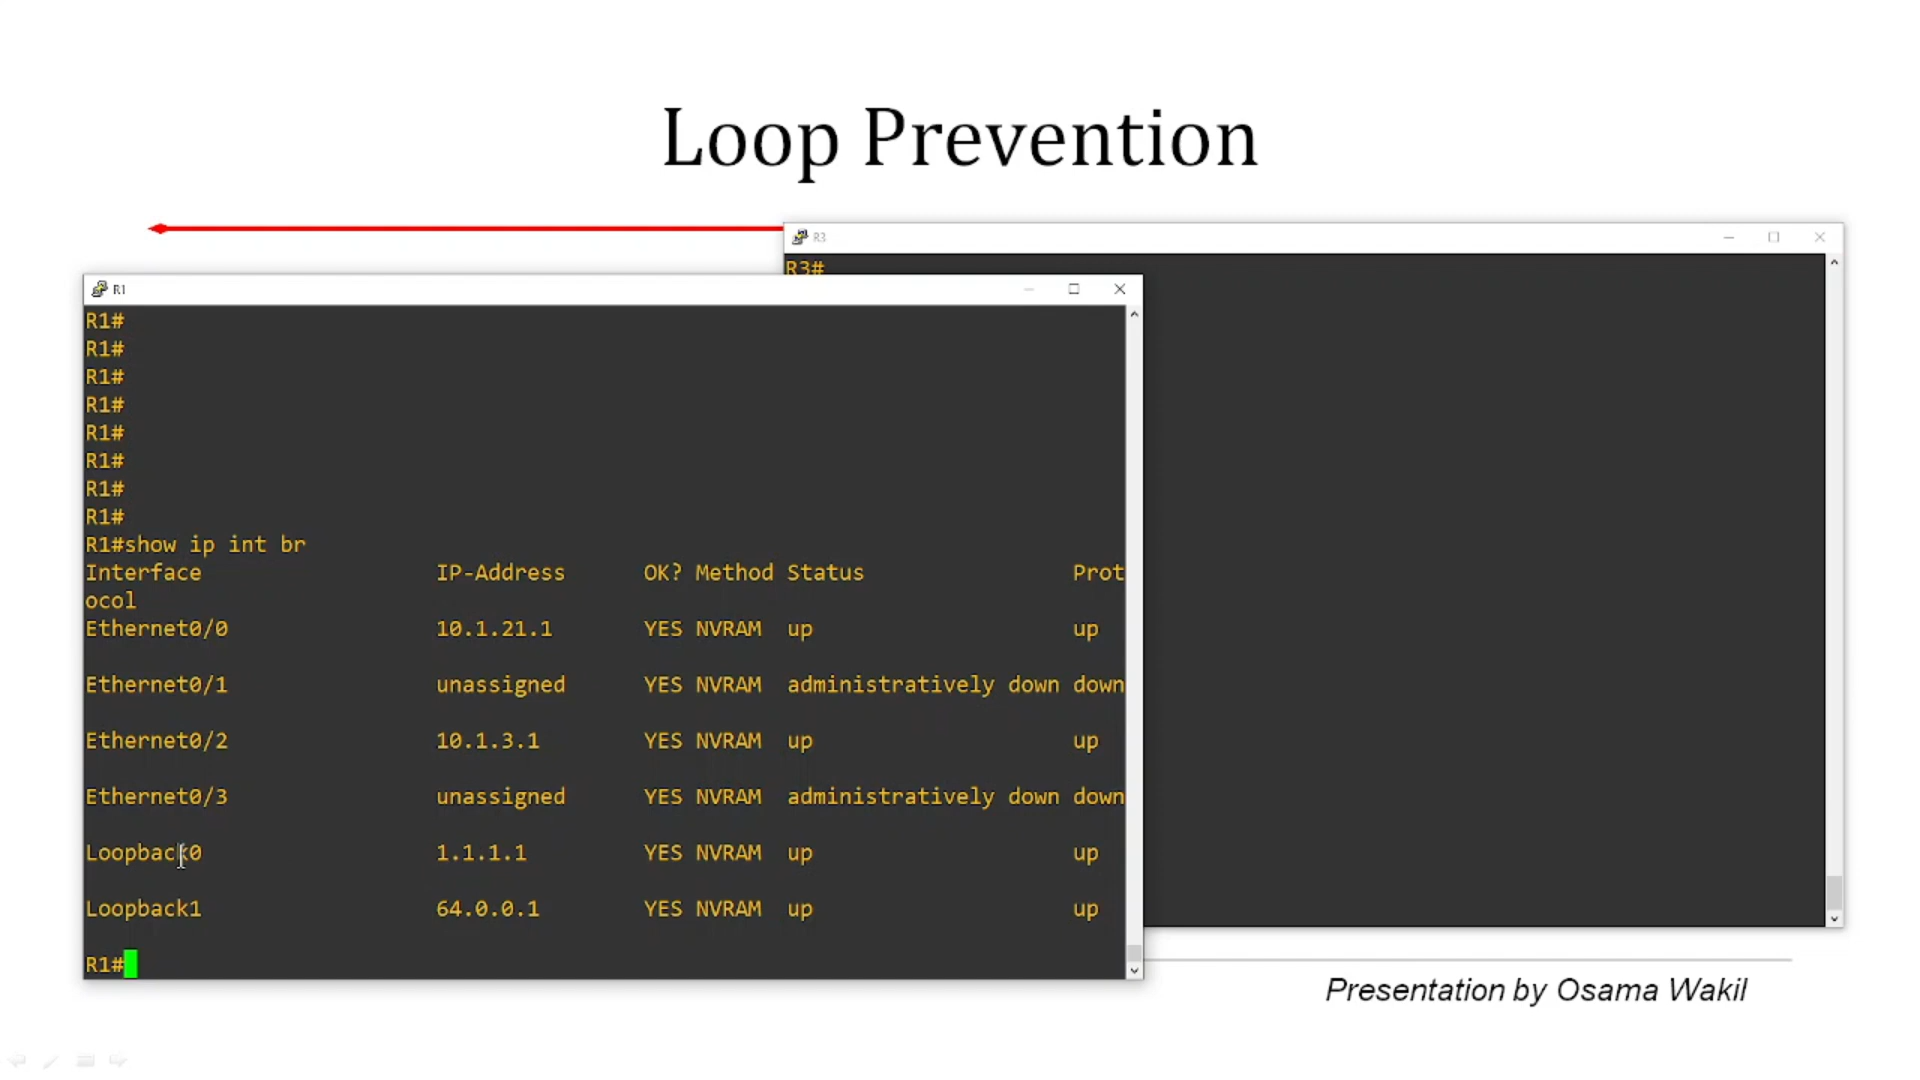 Loop Prevention
R3
R3#
R1
R1#
R1#
R1#
R1#
R1#
R1#
R1#
R1#
R1#show ip int br
Interface IP-Address OK? Method Status Prot
ocol
Ethernet0/0 10.1.21.1 YES NVRAM up up
Ethernet0/1 unassigned YES NVRAM administratively down down
Ethernet0/2 10.1.3.1 YES NVRAM up up
Ethernet0/3 unassigned YES NVRAM administratively down down
Loopback0 1.1.1.1 YES NVRAM up up
Loopback1 64.0.0.1 YES NVRAM up up
R1#
Presentation by Osama Wakil